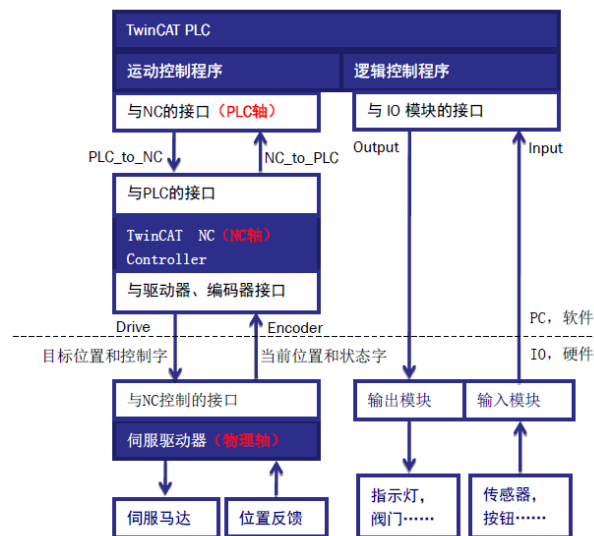 TwinCAT PLC
运动控制程序
逻辑控制程序
与NC的接口（PLC轴）
与 IO 模块的接口
PLC_to_NC
NC_to_PLC
Output
Input
与PLC的接口
TwinCAT NC（NC轴）
Controller
与驱动器、编码器接口
PC, 软件
Drive
Encoder
目标位置和控制字
当前位置和状态字
IO, 硬件
与NC控制的接口
输出模块
输入模块
伺服驱动器（物理轴）
伺服马达
位置反馈
指示灯，
阀门……
传感器，
按钮……